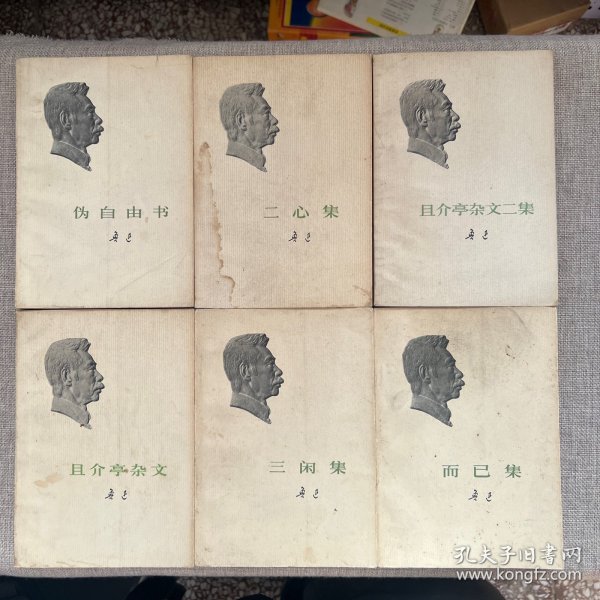 伪自由书
鲁迅
二心集
鲁迅
且介亭杂文二集
鲁迅
且介亭杂文
鲁迅
三闲集
鲁迅
而已集
鲁迅
孔夫子旧书网
www.kongfz.com